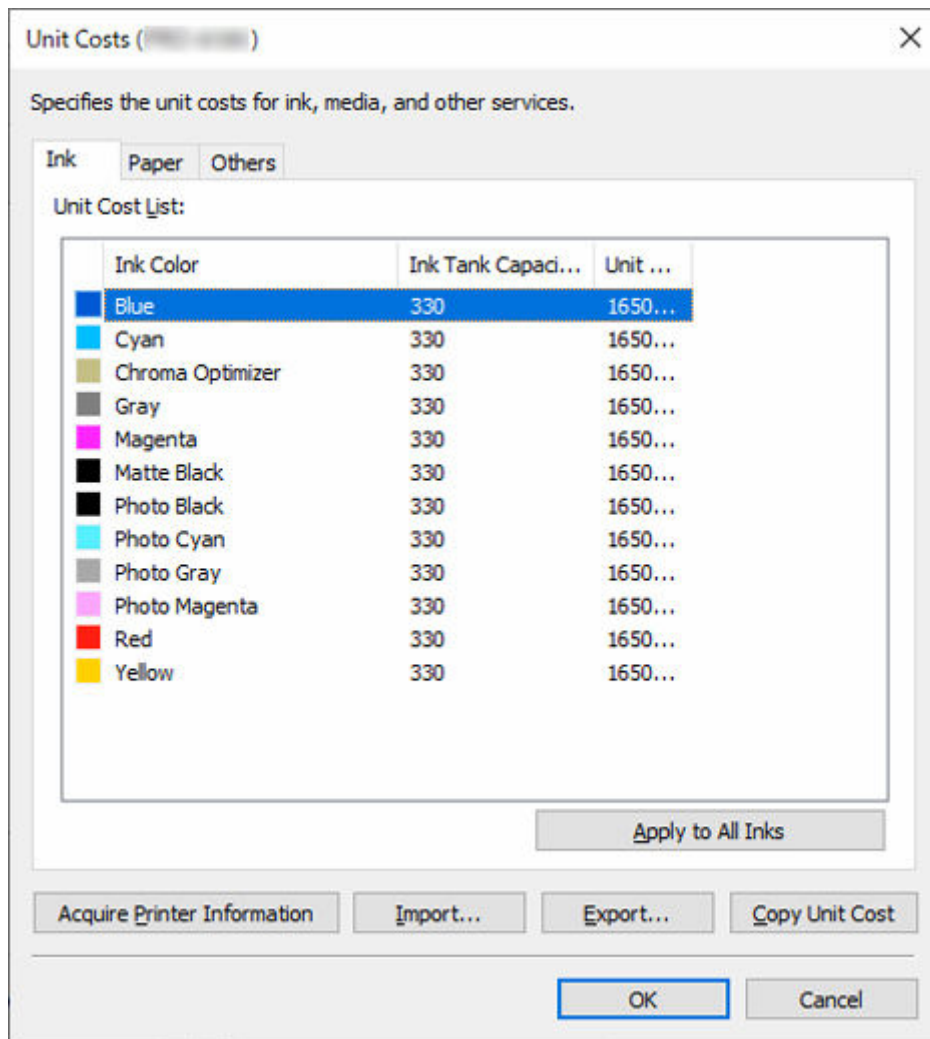 Unit Costs ( )
Specifies the unit costs for ink, media, and other services.
Ink Paper Others
Unit Cost List:
Ink Color Ink Tank Capaci... Unit ...
Blue 330 1650...
Cyan 330 1650...
Chroma Optimizer 330 1650...
Gray 330 1650...
Magenta 330 1650...
Matte Black 330 1650...
Photo Black 330 1650...
Photo Cyan 330 1650...
Photo Gray 330 1650...
Photo Magenta 330 1650...
Red 330 1650...
Yellow 330 1650...
Apply to All Inks
Acquire Printer Information Import... Export... Copy Unit Cost
OK Cancel